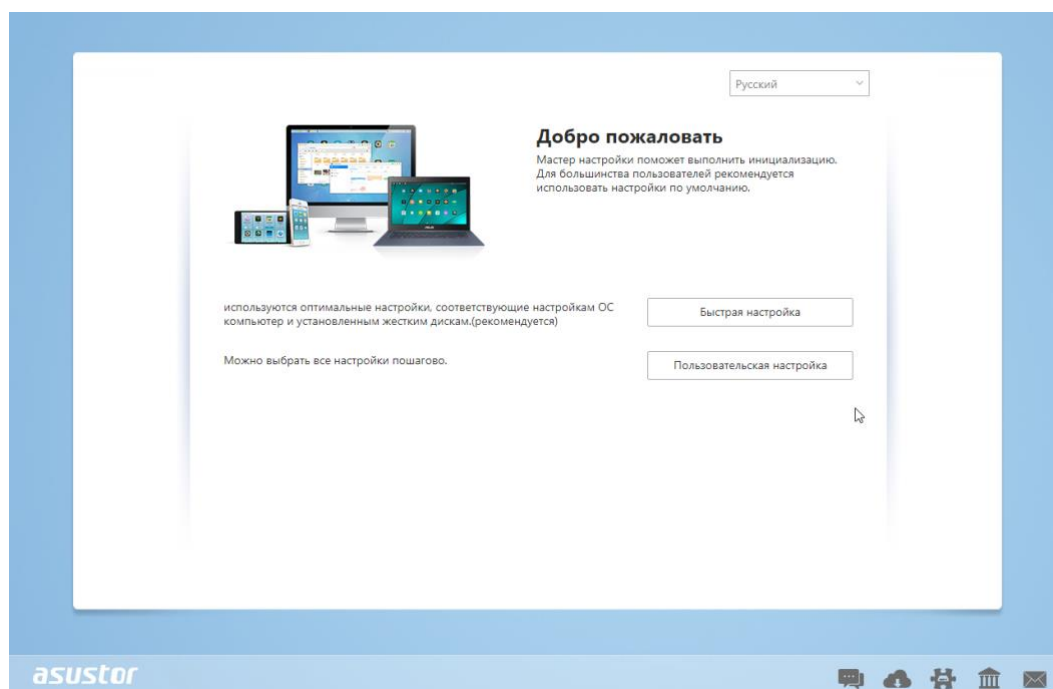 Русский
Добро пожаловать
Мастер настройки поможет выполнить инициализацию.
Для большинства пользователей рекомендуется
использовать настройки по умолчанию.
используются оптимальные настройки, соответствующие настройкам ОС
компьютер и установленным жестким дискам.(рекомендуется)
Быстрая настройка
Можно выбрать все настройки пошагово.
Пользовательская настройка
asustor